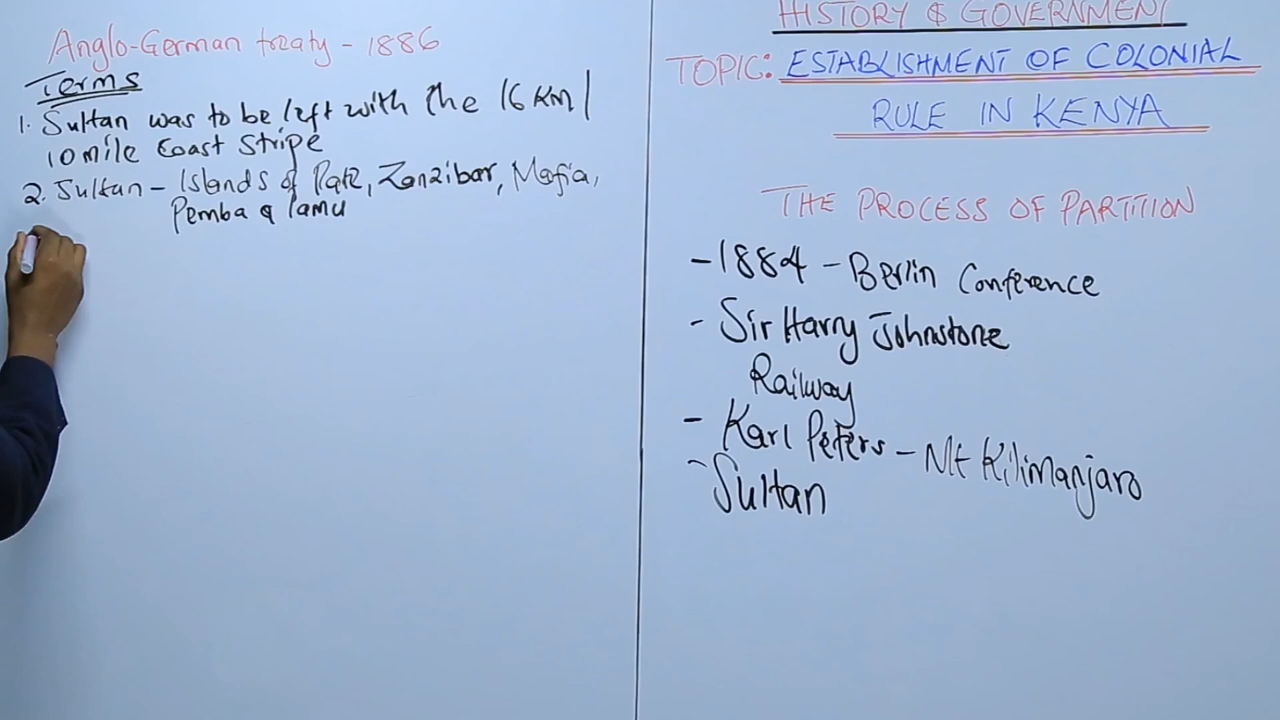 Anglo-German treaty - 1886
Terms
1. Sultan was to be left with the 16 KM/
10 mile Coast Stripe
2. Sultan - Islands of Pate, Zanzibar, Mafia,
Pemba & Lamu
HISTORY & GOVERNMENT
TOPIC: ESTABLISHMENT OF COLONIAL
RULE IN KENYA
THE PROCESS OF PARTITION
- 1884 - Berlin Conference
- Sir Harry Johnstone
Railway
- Karl Peters - Mt Kilimanjaro
- Sultan